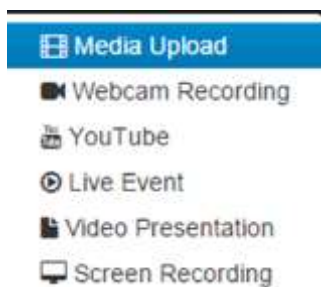 Media Upload
Webcam Recording
YouTube
Live Event
Video Presentation
Screen Recording